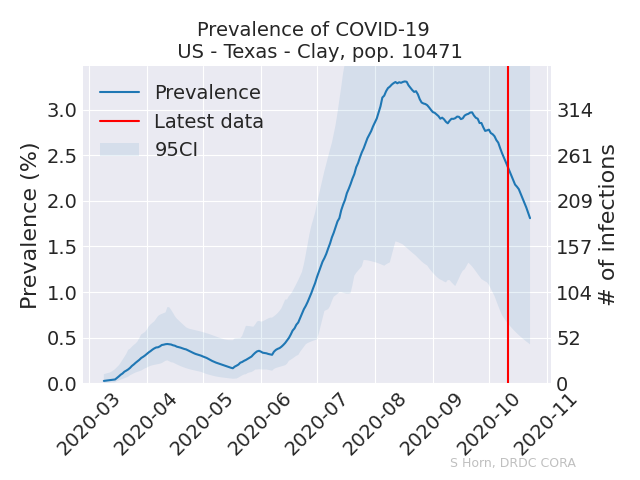 Prevalence of COVID-19
US - Texas - Clay, pop. 10471
Prevalence
Latest data
95CI
Prevalence (%)
3.0
2.5
2.0
1.5
1.0
0.5
0.0
314
261
209
157
104
52
0
# of infections
2020-03
2020-04
2020-05
2020-06
2020-07
2020-08
2020-09
2020-10
2020-11
S Horn, DRDC CORA